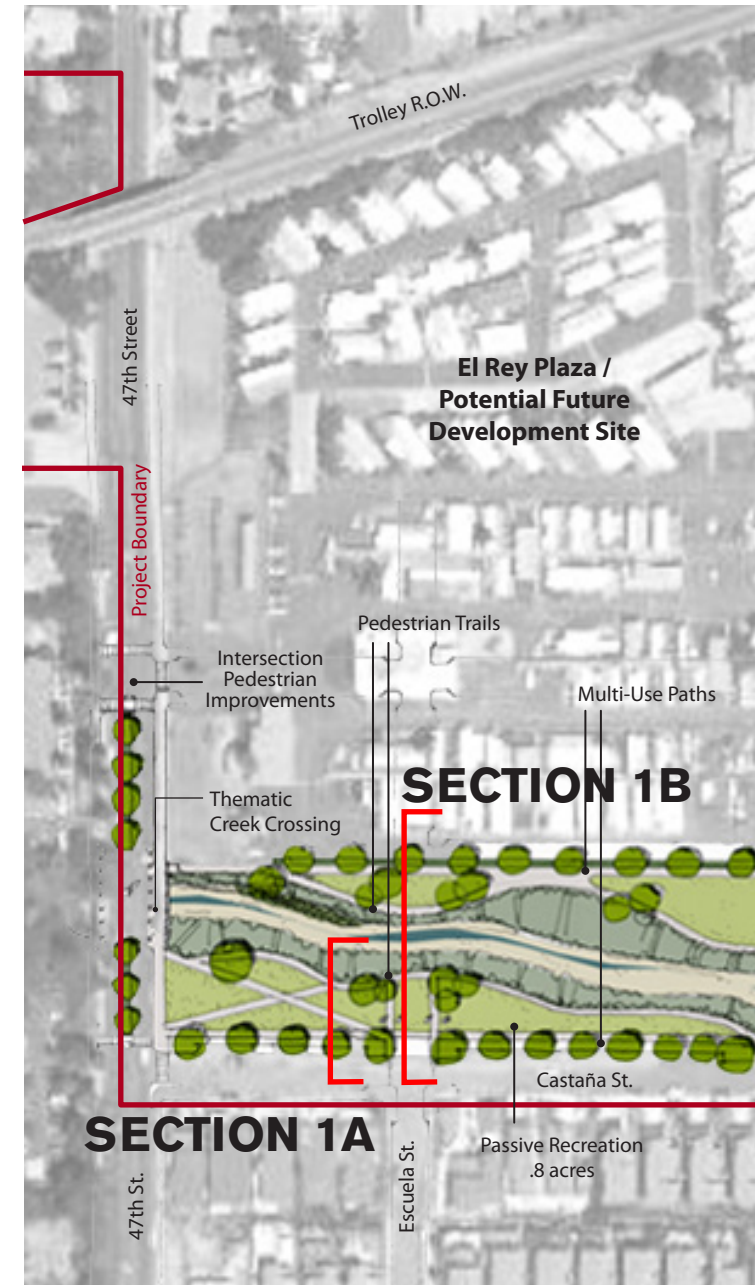 Trolley R.O.W.
47th Street
El Rey Plaza /
Potential Future
Development Site
Project Boundary
Pedestrian Trails
Intersection
Pedestrian
Improvements
Multi-Use Paths
SECTION 1B
Thematic
Creek Crossing
Castaña St.
SECTION 1A
Passive Recreation
.8 acres
47th St.
Escuela St.